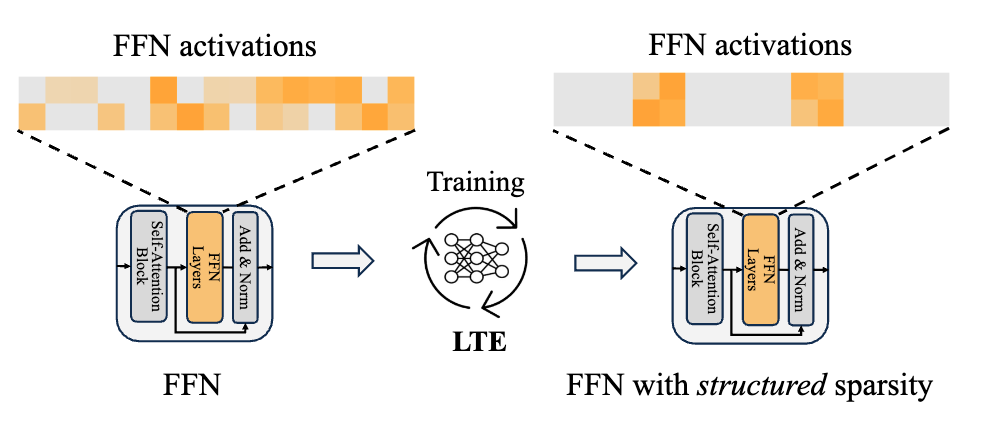 FFN activations
FFN activations
Training
Self-Attention
Block
FFN
Layers
Add & Norm
LTE
Self-Attention
Block
FFN
Layers
Add & Norm
FFN
FFN with structured sparsity